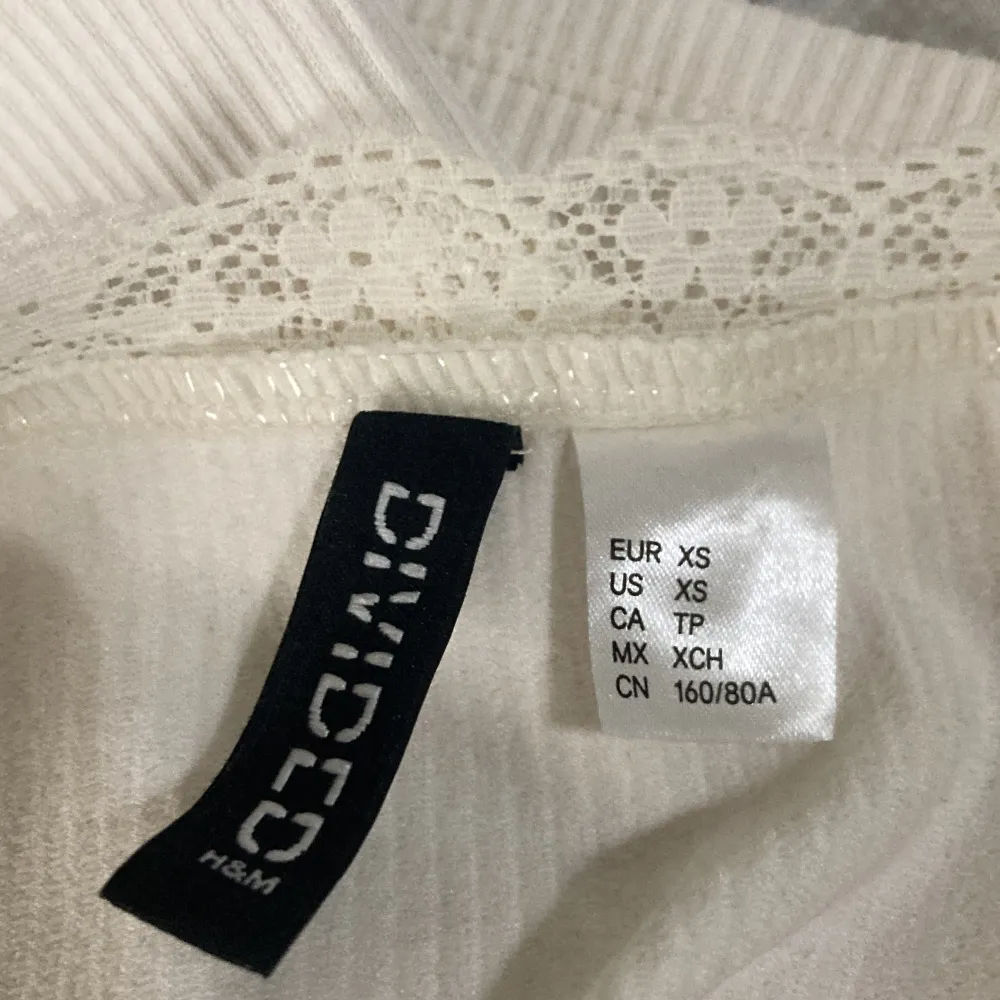 DIVIDED
H&M
EUR XS
US XS
CA TP
MX XCH
CN 160/80A